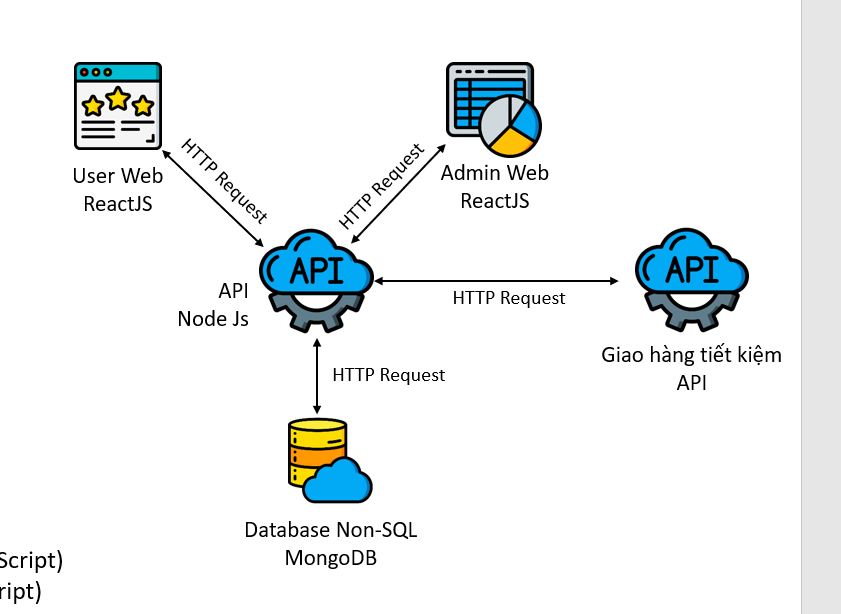 HTTP Request
HTTP Request
User Web
ReactJS
Admin Web
ReactJS
API
API
API
Node Js
HTTP Request
Giao hàng tiết kiệm
API
HTTP Request
Database Non-SQL
MongoDB
Script)
ript)